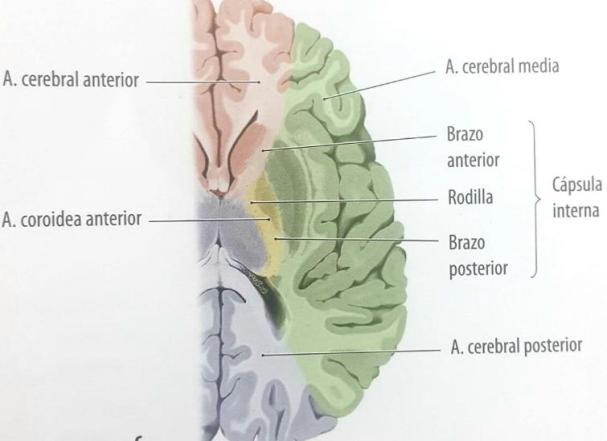 A. cerebral anterior
A. coroidea anterior
A. cerebral media
Brazo
anterior
Rodilla
Brazo
posterior
Cápsula
interna
A. cerebral posterior